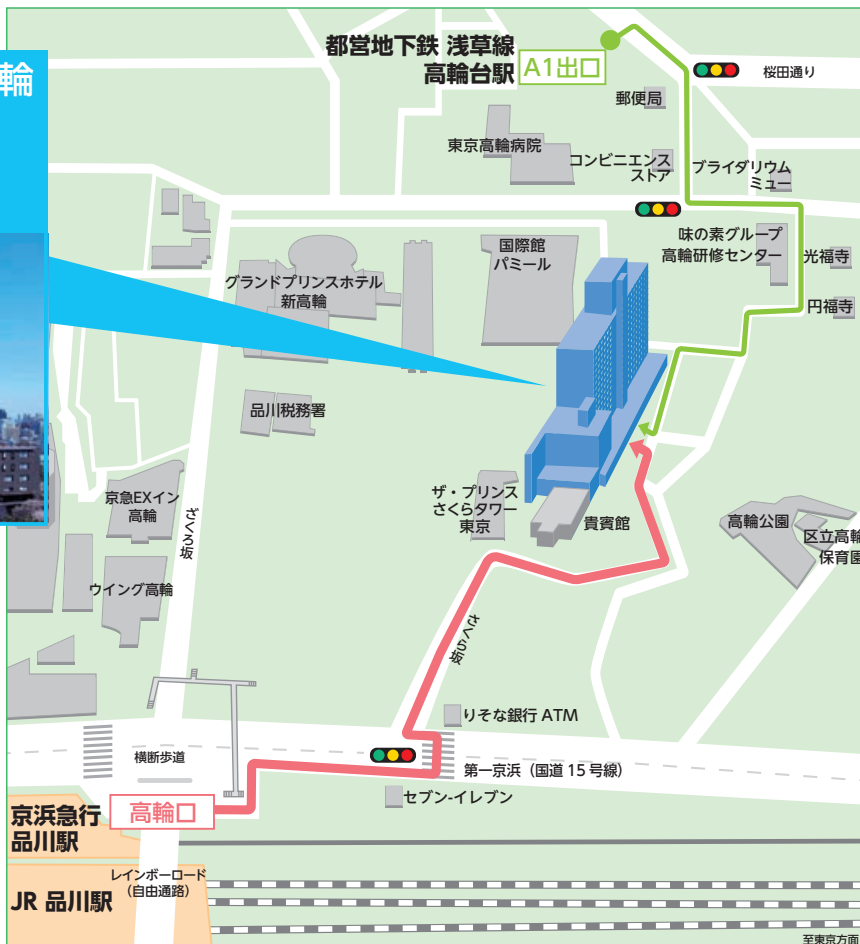 都営地下鉄 浅草線
高輪台駅
A1出口
桜田通り
輪
郵便局
東京高輪病院
コンビニエンス
ストア
ブライダリウム
ミュー
味の素グループ
高輪研修センター
光福寺
円福寺
国際館
パミール
グランドプリンスホテル
新高輪
品川税務署
京急EXイン
高輪
ざくろ坂
ウイング高輪
ザ・プリンス
さくらタワー
東京
貴賓館
高輪公園
区立高輪
保育園
さくら坂
りそな銀行 ATM
横断歩道
第一京浜（国道 15 号線）
セブン-イレブン
高輪口
京浜急行
品川駅
レインボーロード
（自由通路）
JR 品川駅
至東京方面